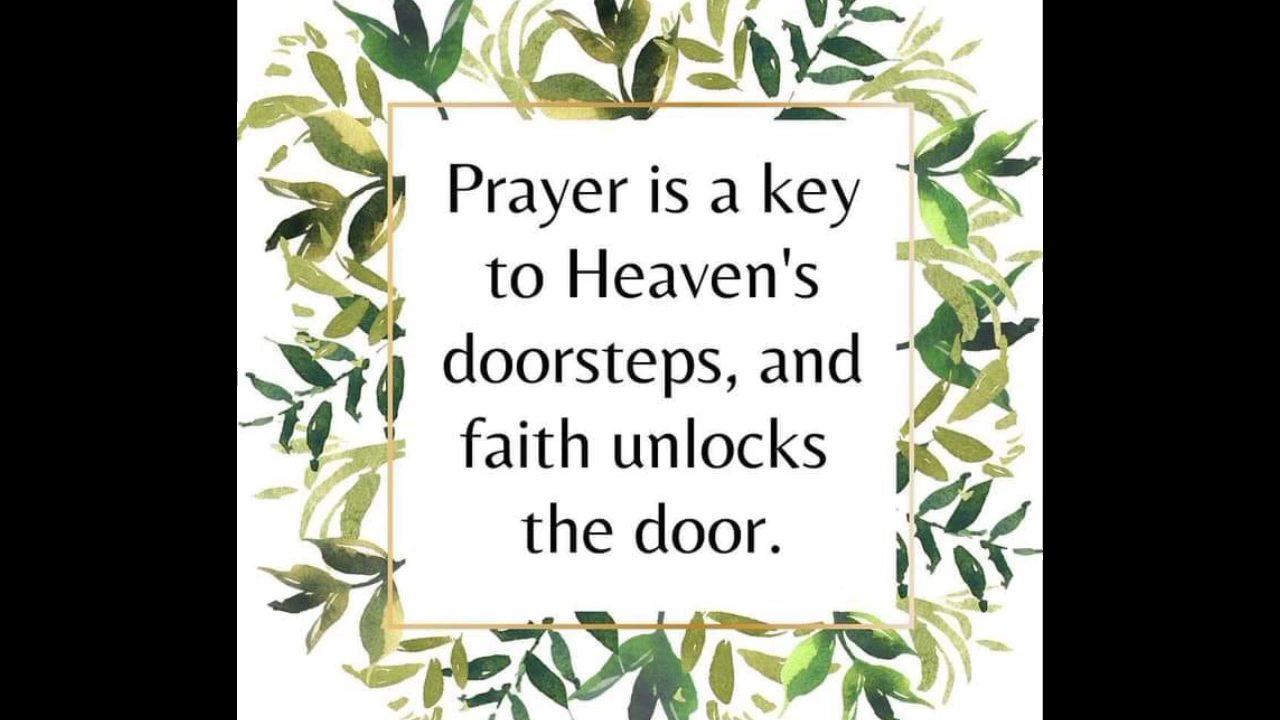 Prayer is a key
to Heaven's
doorsteps, and
faith unlocks
the door.